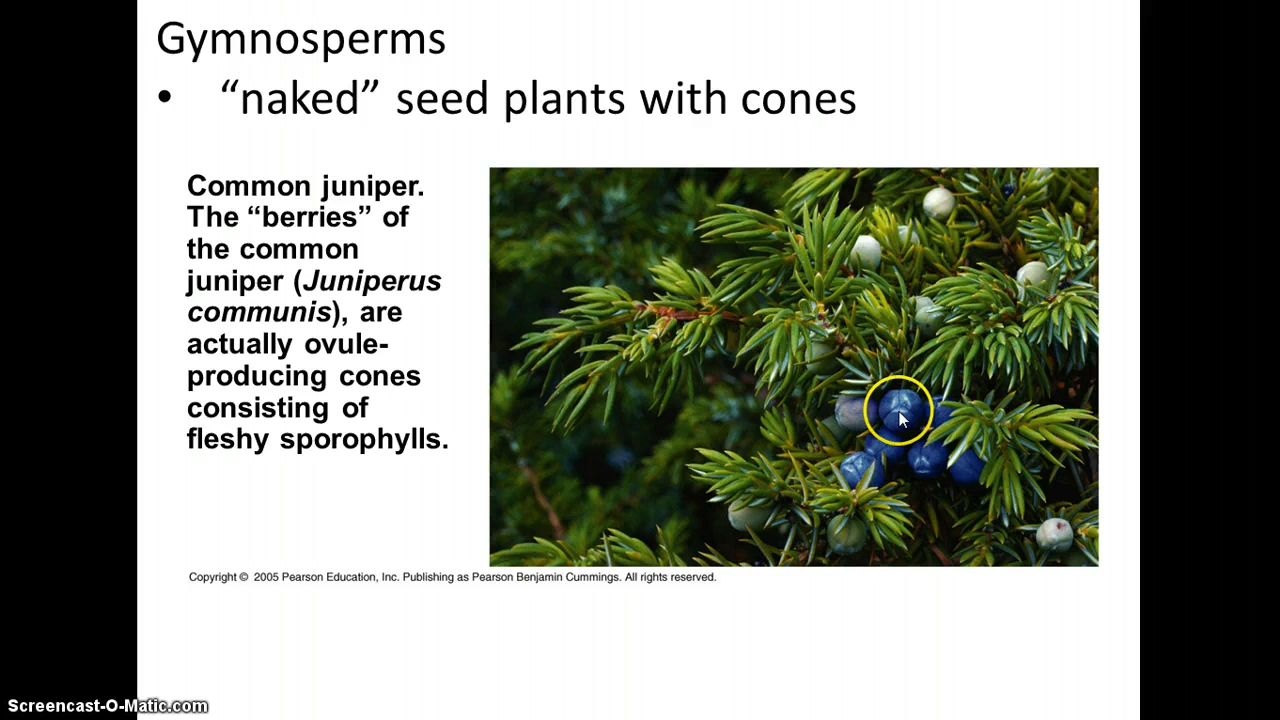 Gymnosperms
• “naked” seed plants with cones
Common juniper.
The “berries” of
the common
juniper (Juniperus
communis), are
actually ovule-
producing cones
consisting of
fleshy sporophylls.
Copyright © 2005 Pearson Education, Inc. Publishing as Pearson Benjamin Cummings. All rights reserved.
Screencast-O-Matic.com